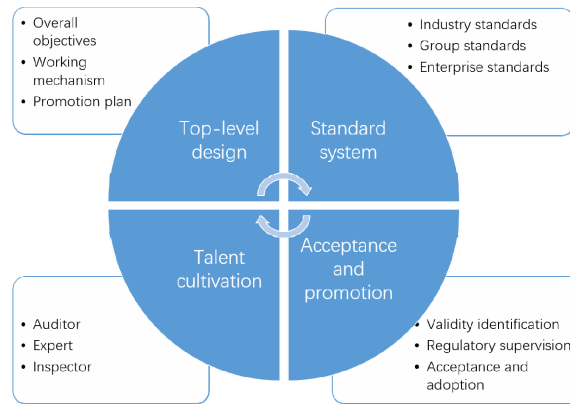 • Overall
objectives
• Working
mechanism
• Promotion plan
• Industry standards
• Group standards
• Enterprise standards
Top-level
design
Standard
system
Talent
cultivation
Acceptance
and
promotion
• Auditor
• Expert
• Inspector
• Validity identification
• Regulatory supervision
• Acceptance and
adoption